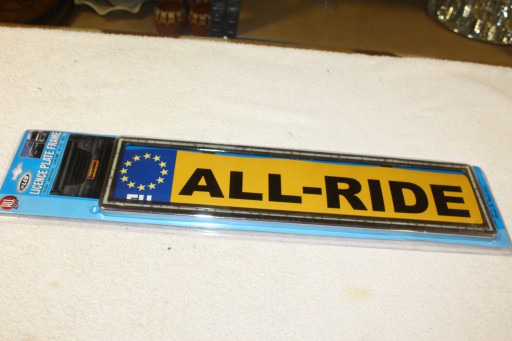 LICENCE PLATE FRAME
EU
ALL-RIDE